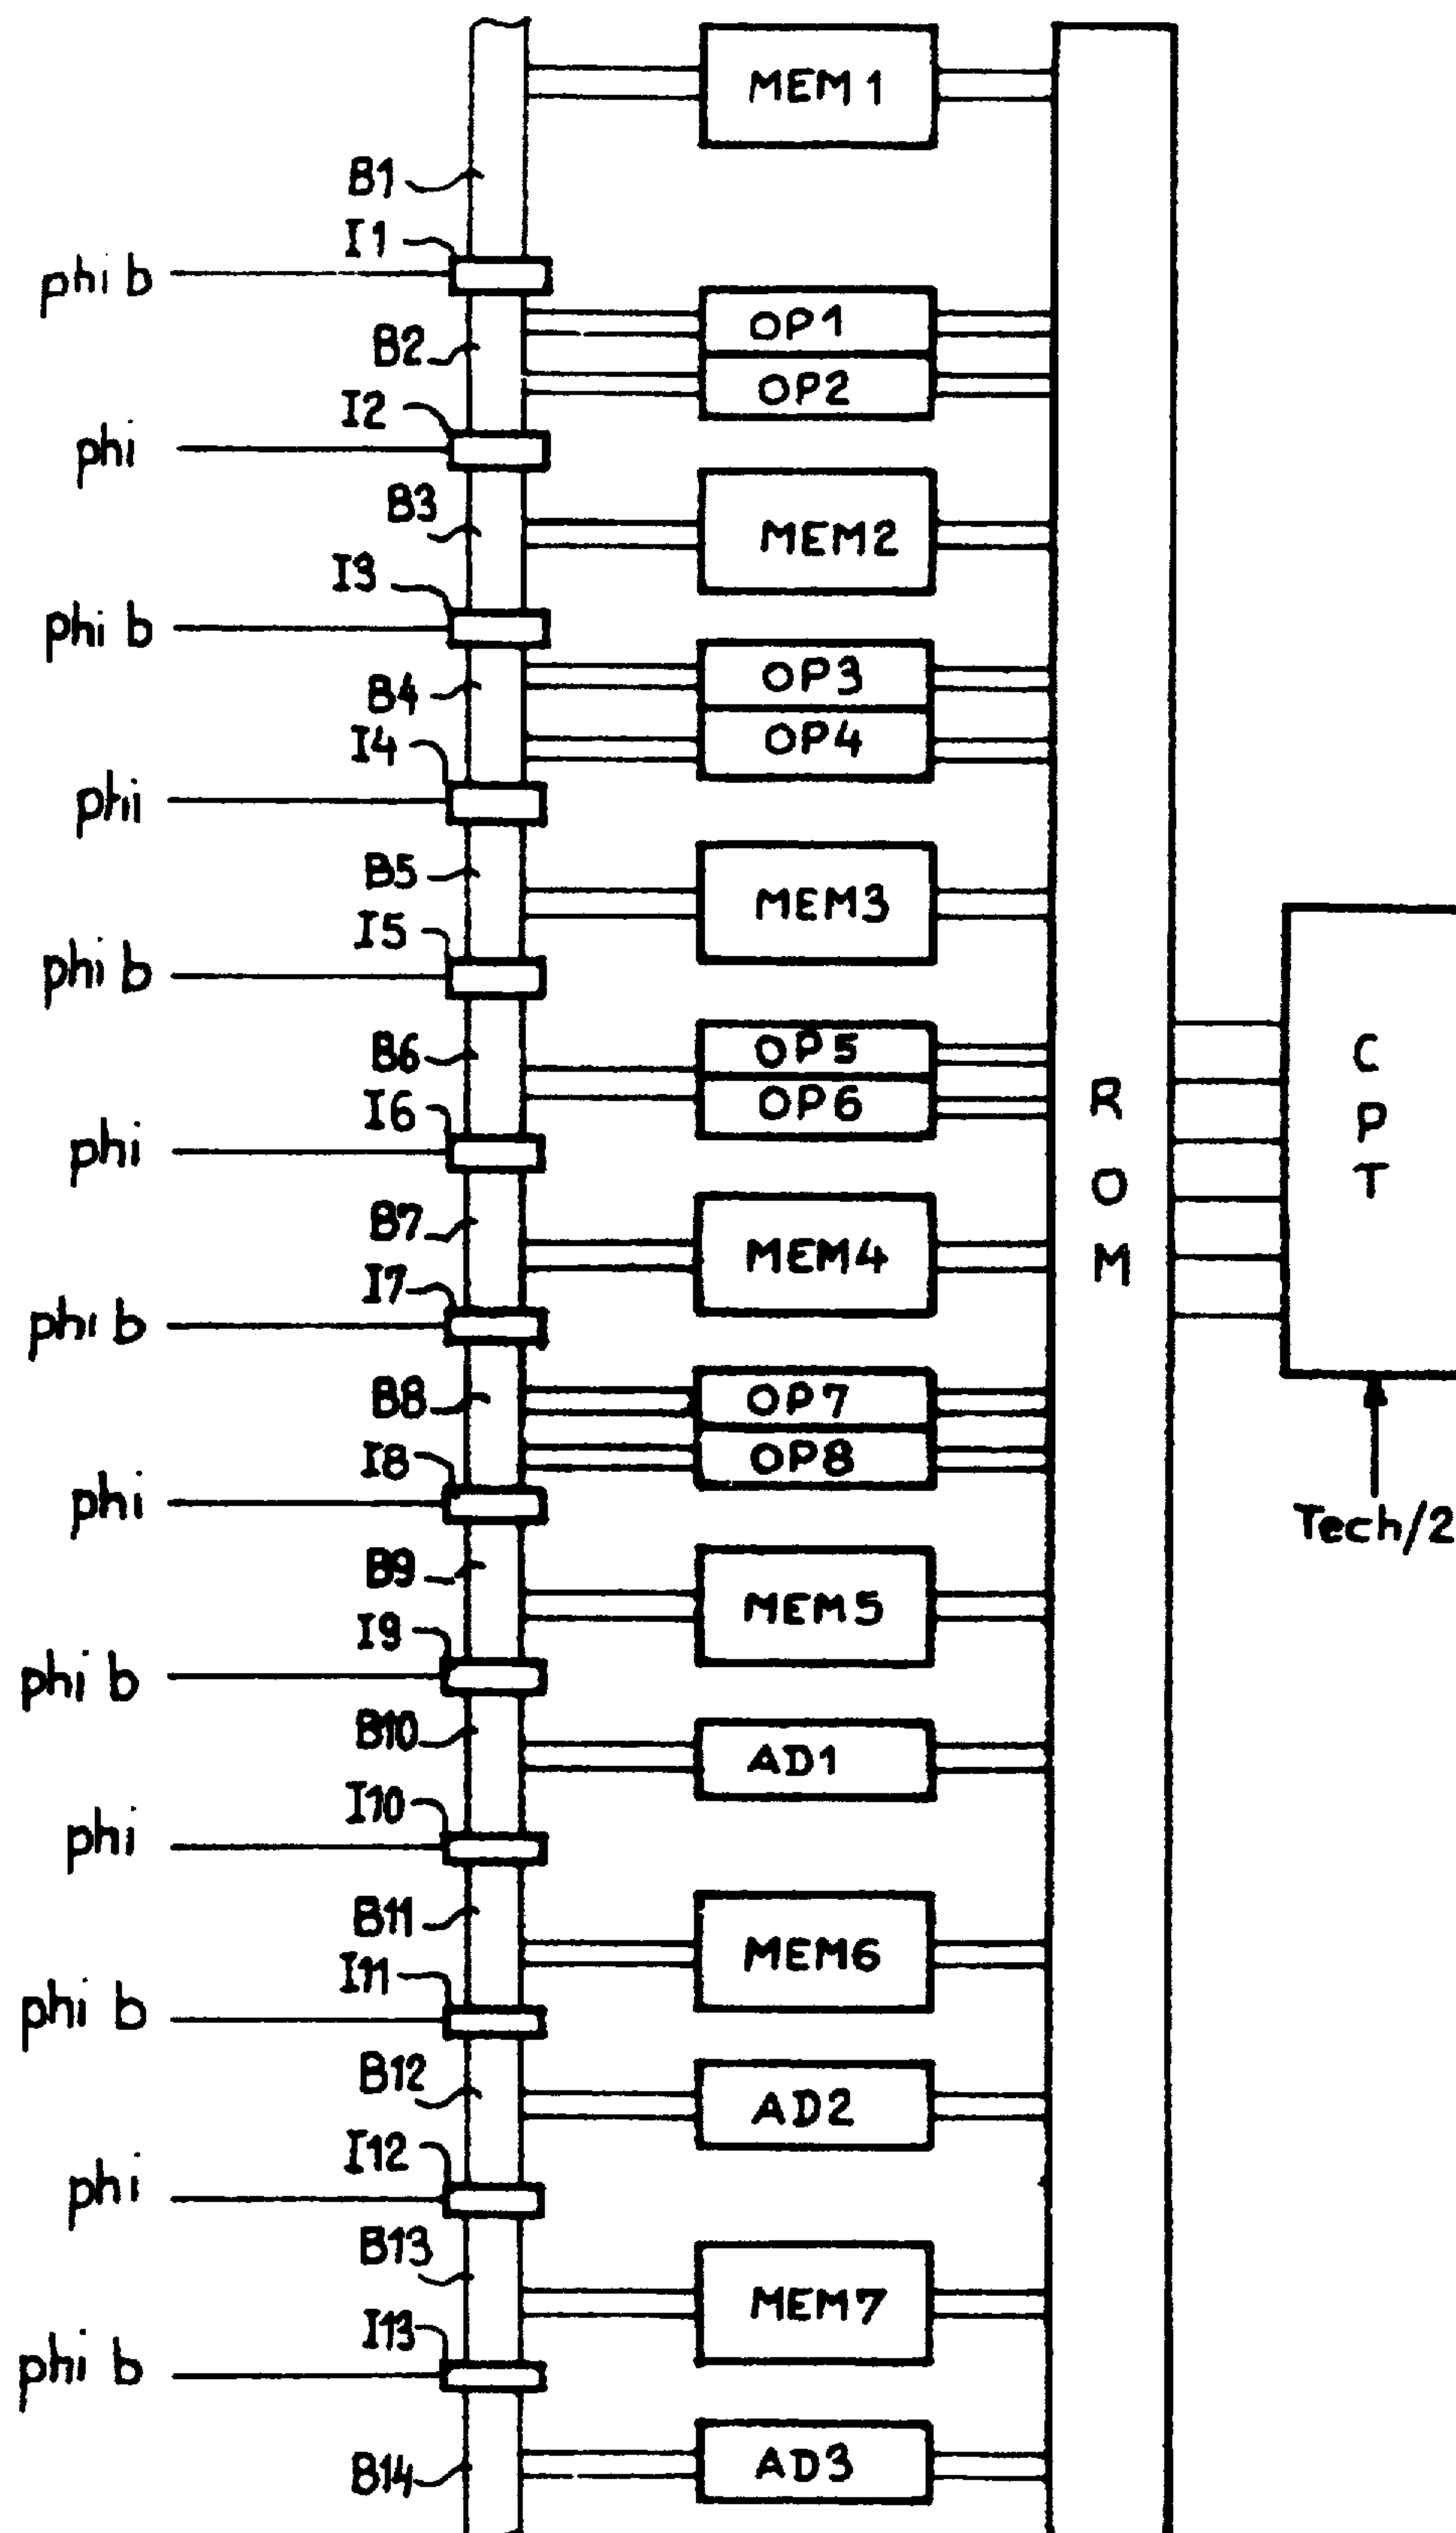 MEM1
B1
I1
phi b
OP1
B2
OP2
I2
phi
B3
MEM2
I3
phi b
OP3
B4
OP4
I4
phi
B5
MEM3
I5
phi b
OP5
B6
OP6
I6
phi
B7
MEM4
I7
phi b
OP7
B8
OP8
I8
phi
B9
MEM5
I9
phi b
B10
AD1
I10
phi
B11
MEM6
I11
phi b
B12
AD2
I12
phi
B13
MEM7
I13
phi b
B14
AD3
R
O
M
C
P
T
Tech/2